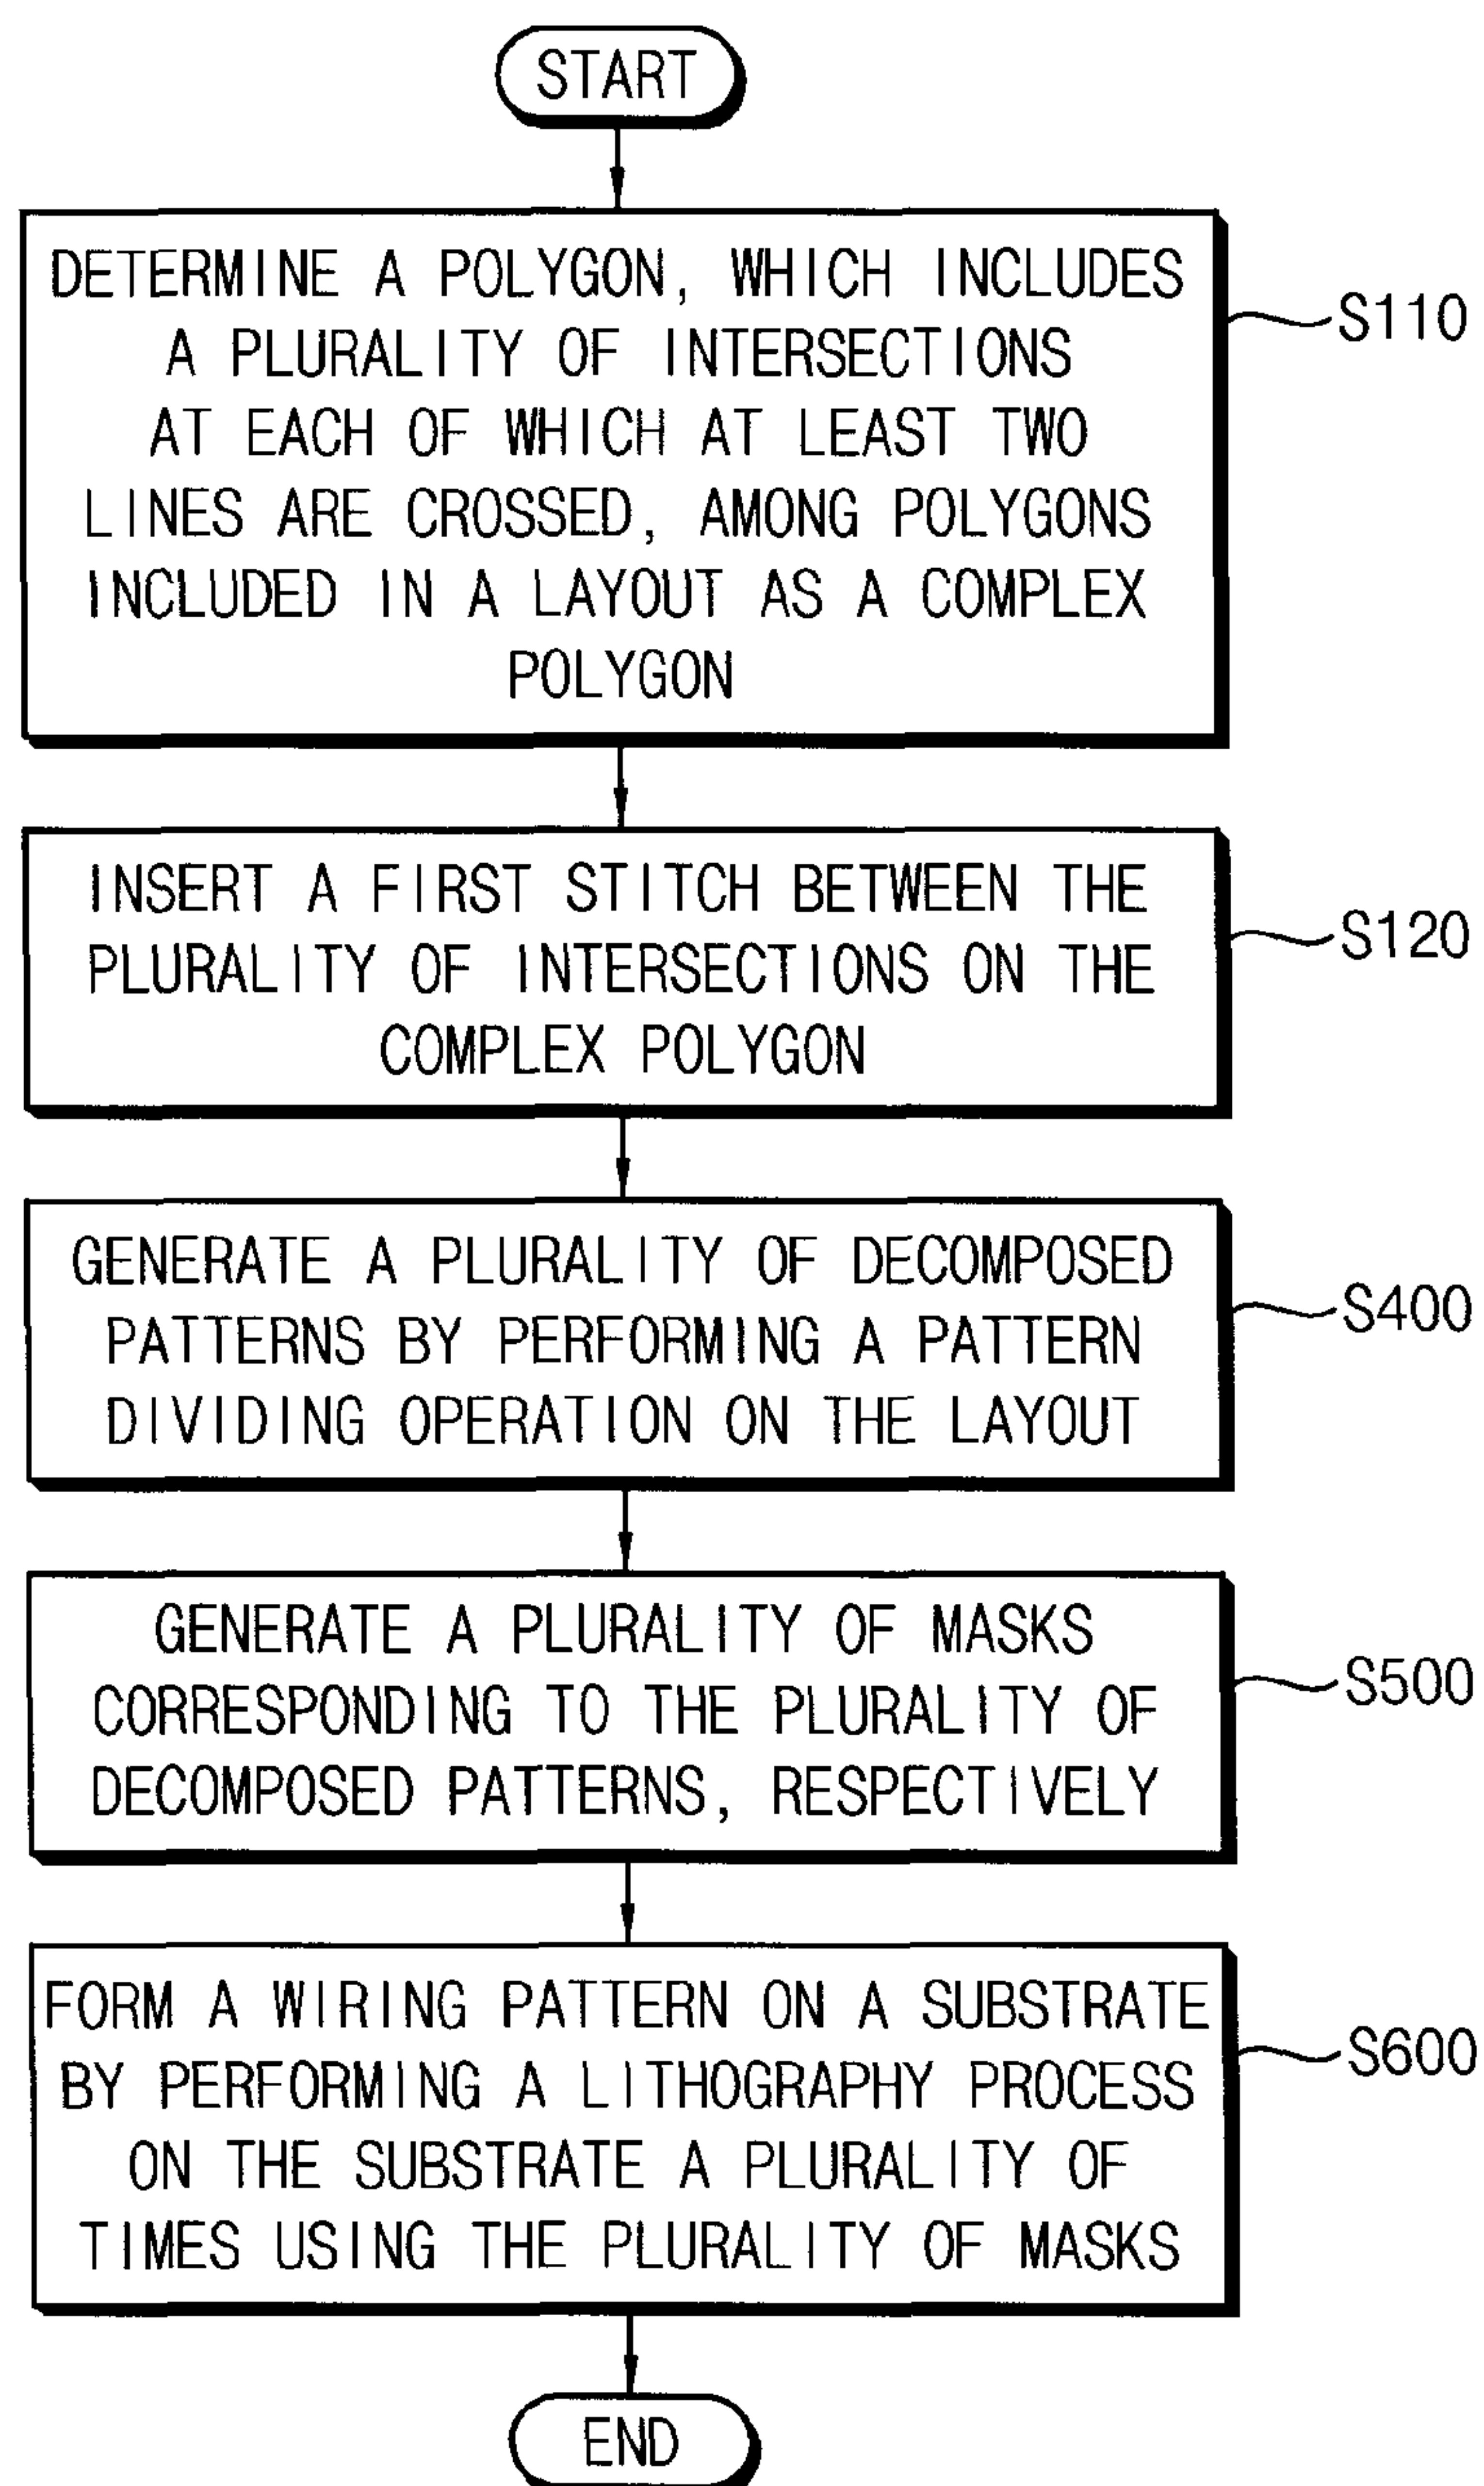 START
DETERMINE A POLYGON, WHICH INCLUDES
A PLURALITY OF INTERSECTIONS
AT EACH OF WHICH AT LEAST TWO
LINES ARE CROSSED, AMONG POLYGONS
INCLUDED IN A LAYOUT AS A COMPLEX
POLYGON
S110
INSERT A FIRST STITCH BETWEEN THE
PLURALITY OF INTERSECTIONS ON THE
COMPLEX POLYGON
S120
GENERATE A PLURALITY OF DECOMPOSED
PATTERNS BY PERFORMING A PATTERN
DIVIDING OPERATION ON THE LAYOUT
S400
GENERATE A PLURALITY OF MASKS
CORRESPONDING TO THE PLURALITY OF
DECOMPOSED PATTERNS, RESPECTIVELY
S500
FORM A WIRING PATTERN ON A SUBSTRATE
BY PERFORMING A LITHOGRAPHY PROCESS
ON THE SUBSTRATE A PLURALITY OF
TIMES USING THE PLURALITY OF MASKS
S600
END